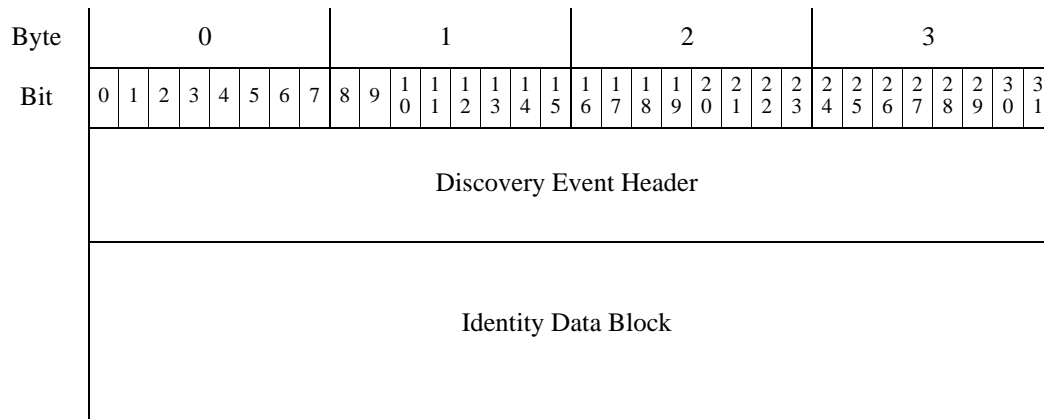 Byte 0 1 2 3
Bit 0 1 2 3 4 5 6 7 8 9 10 11 12 13 14 15 16 17 18 19 20 21 22 23 24 25 26 27 28 29 30 31
Discovery Event Header
Identity Data Block